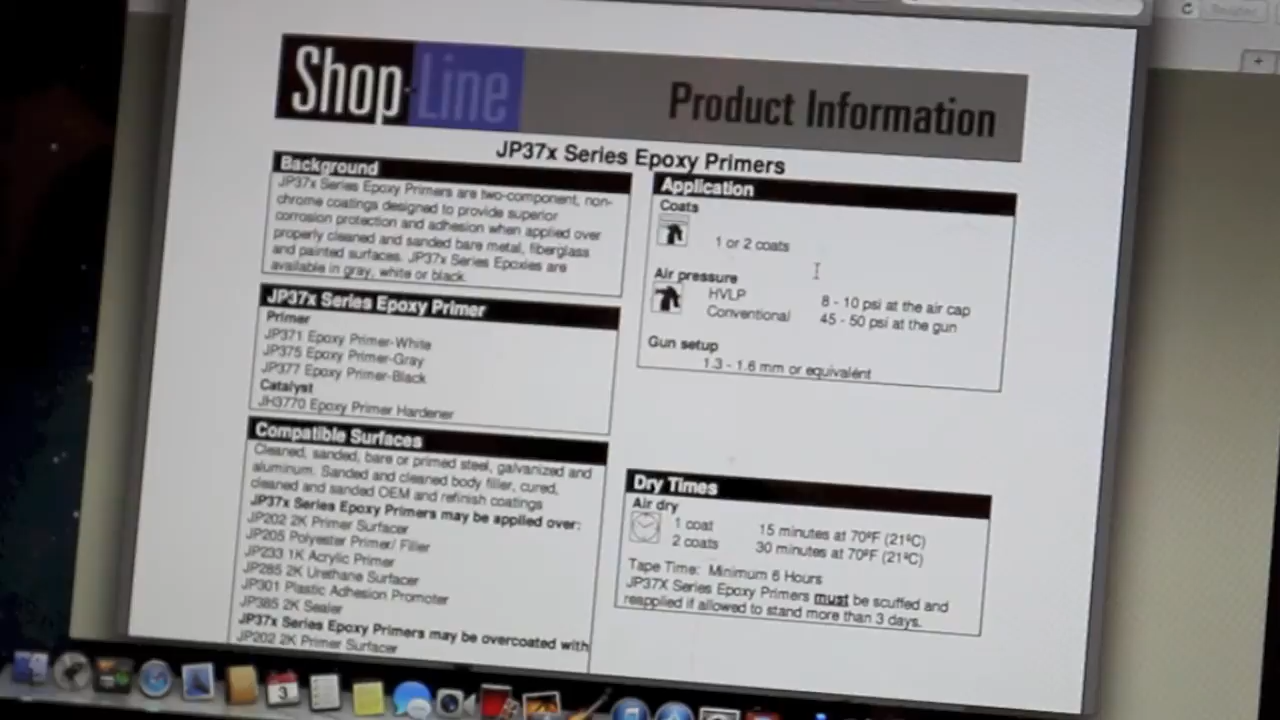 Shop-Line
Product Information
JP37x Series Epoxy Primers
Background
JP37x Series Epoxy Primers are two-component, non-
chrome coatings designed to provide superior
corrosion protection and adhesion when applied over
properly cleaned and sanded bare metal, fiberglass
and painted surfaces. JP37x Series Epoxies are
available in gray, white or black.
JP37x Series Epoxy Primer
Primer
JP371 Epoxy Primer-White
JP375 Epoxy Primer-Gray
JP377 Epoxy Primer-Black
Catalyst
JH3770 Epoxy Primer Hardener
Compatible Surfaces
Cleaned, sanded, bare or primed steel, galvanized and
aluminum. Sanded and cleaned body filler, cured,
cleaned and sanded OEM and refinish coatings
JP37x Series Epoxy Primers may be applied over:
JP202 2K Primer Surfacer
JP205 Polyester Primer/ Filler
JP233 1K Acrylic Primer
JP285 2K Urethane Surfacer
JP301 Plastic Adhesion Promoter
JP385 2K Sealer
JP37x Series Epoxy Primers may be overcoated with
JP202 2K Primer Surfacer
Application
Coats
1 or 2 coats
Air pressure
HVLP 8 - 10 psi at the air cap
Conventional 45 - 50 psi at the gun
Gun setup
1.3 - 1.6 mm or equivalent
Dry Times
Air dry
1 coat 15 minutes at 70ºF (21ºC)
2 coats 30 minutes at 70ºF (21ºC)
Tape Time: Minimum 6 Hours
JP37X Series Epoxy Primers must be scuffed and
reapplied if allowed to stand more than 3 days.
3